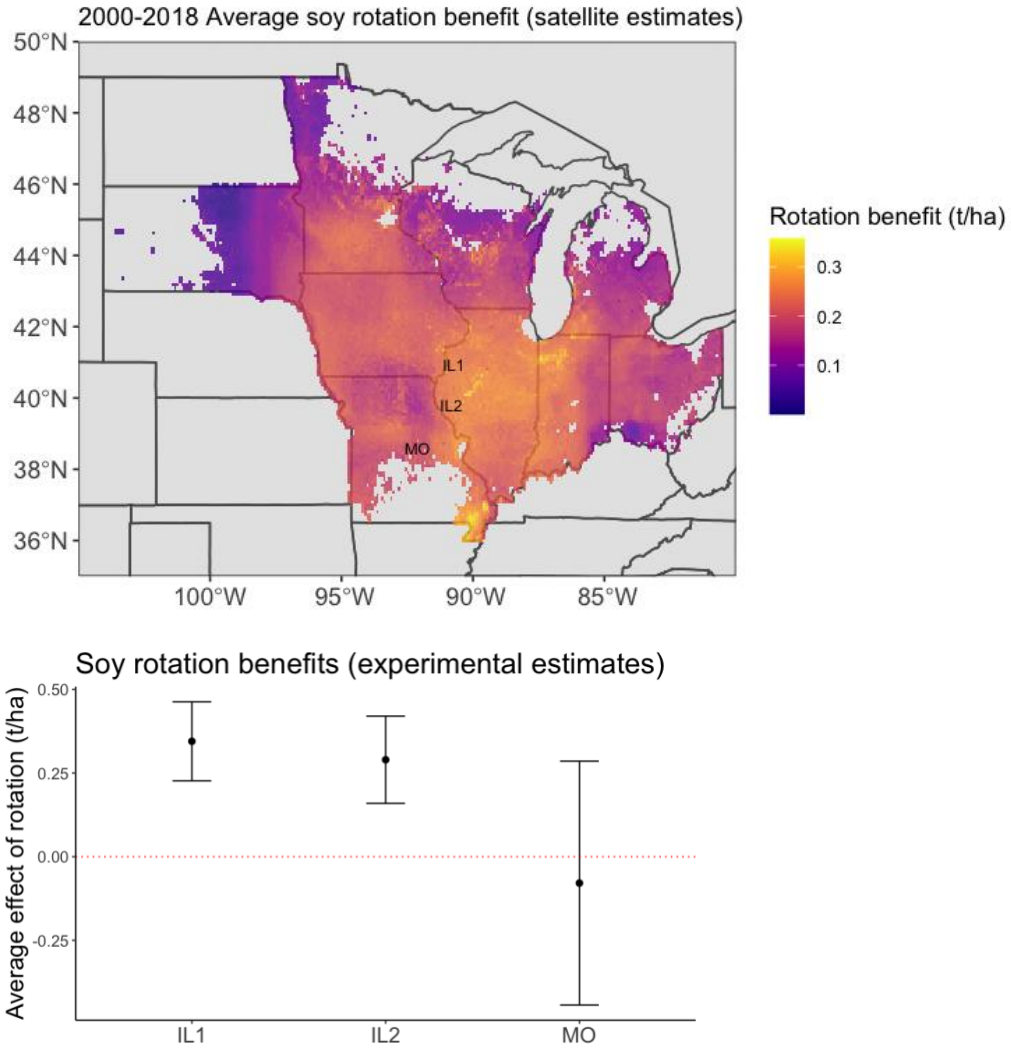 2000-2018 Average soy rotation benefit (satellite estimates)
50°N
48°N
46°N
44°N
42°N
40°N
38°N
36°N
IL1
IL2
MO
100°W 95°W 90°W 85°W
Rotation benefit (t/ha)
0.3
0.2
0.1
Soy rotation benefits (experimental estimates)
Average effect of rotation (t/ha)
0.50
0.25
0.00
-0.25
IL1 IL2 MO